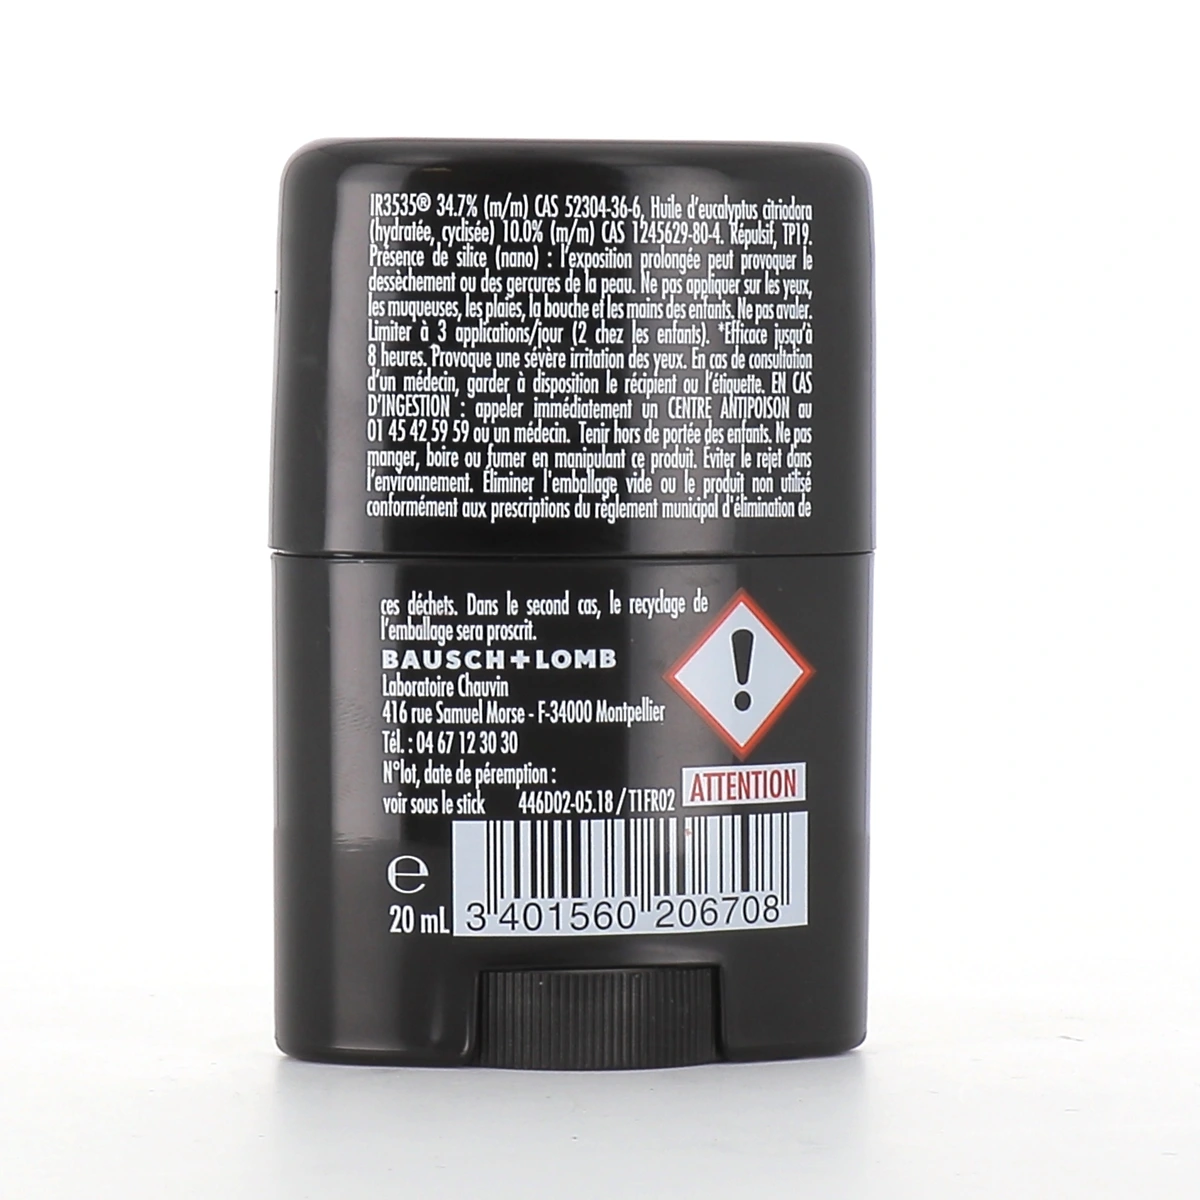 IR3535® 34.7% (m/m) CAS 52304-36-6, Huile d'eucalyptus citriodora
(hydratée, cyclisée) 10.0% (m/m) CAS 1245629-80-4. Répulsif, TP19.
Présence de silice (nano) : l'exposition prolongée peut provoquer le
dessèchement ou des gerçures de la peau. Ne pas appliquer sur les yeux,
les muqueuses, les plaies, la bouche et les mains des enfants. Ne pas avaler.
Limiter à 3 applications/jour (2 chez les enfants). *Efficace jusqu'à
8 heures. Provoque une sévère irritation des yeux. En cas de consultation
d'un médecin, garder à disposition le récipient ou l'étiquette. EN CAS
D'INGESTION : appeler immédiatement un CENTRE ANTIPOISON au
01 45 42 59 59 ou un médecin. Tenir hors de portée des enfants. Ne pas
manger, boire ou fumer en manipulant ce produit. Éviter le rejet dans
l'environnement. Éliminer l'emballage vide ou le produit non utilisé
conformément aux prescriptions du règlement municipal d'élimination de
ces déchets. Dans le second cas, le recyclage de
l'emballage sera proscrit.
BAUSCH+LOMB
Laboratoire Chauvin
416 rue Samuel Morse - F-34000 Montpellier
Tél. : 04 67 12 30 30
N°lot, date de péremption :
voir sous le stick 446D02-05.18 / T1FR02
ATTENTION
℮
20 mL
3 401560 206708